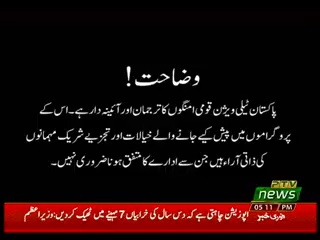 وضاحت!
پاکستان ٹیلی ویژن قومی امنگوں کا ترجمان اور آئینہ دار ہے۔ اس کے
پروگراموں میں پیش کیے جانے والے خیالات اور تجزیے شریک مہمانوں
کی ذاتی آراء ہیں جن سے ادارے کا متفق ہونا ضروری نہیں۔
PTV
news
05:11 PM
فوری خبر
اپوزیشن چاہتی ہے کہ دس سال کی خرابیاں 7 مہینے میں ٹھیک کردیں: وزیراعظم